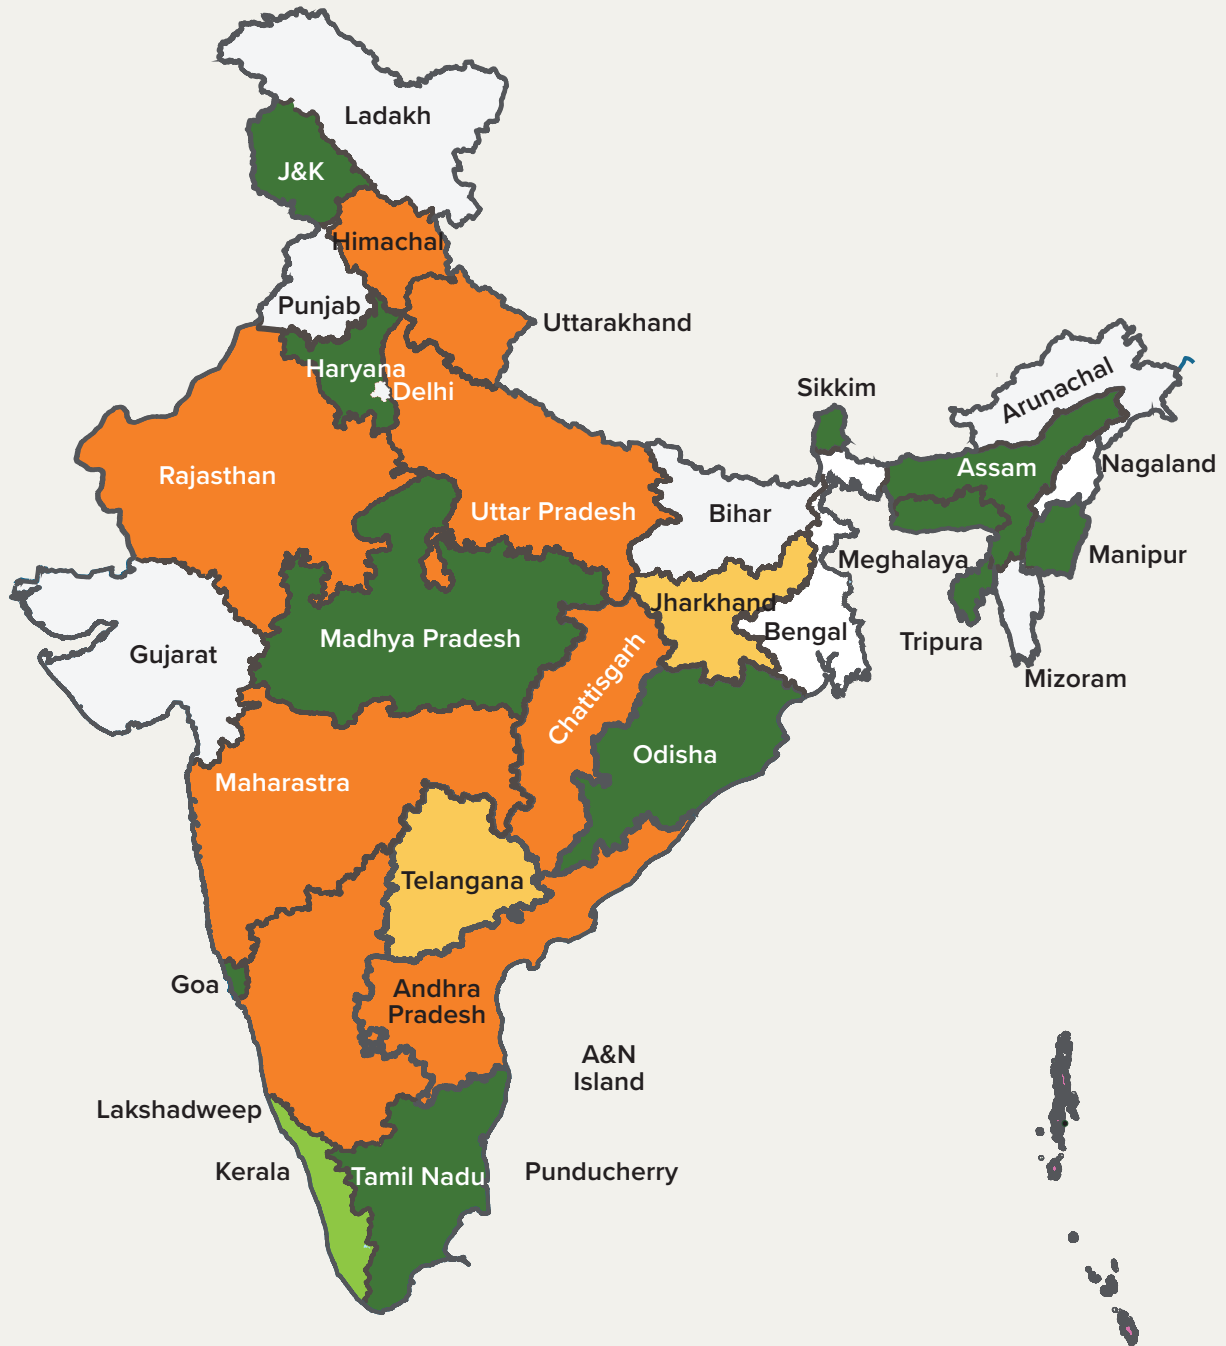 Ladakh
J&K
Himachal
Punjab
Uttarakhand
Haryana
Delhi
Sikkim
Arunachal
Rajasthan
Assam
Nagaland
Uttar Pradesh
Bihar
Meghalaya
Manipur
Jharkhand
Madhya Pradesh
Bengal
Tripura
Gujarat
Mizoram
Chattisgarh
Odisha
Maharastra
Telangana
Goa
Andhra
Pradesh
A&N
Island
Lakshadweep
Kerala
Tamil Nadu
Punducherry